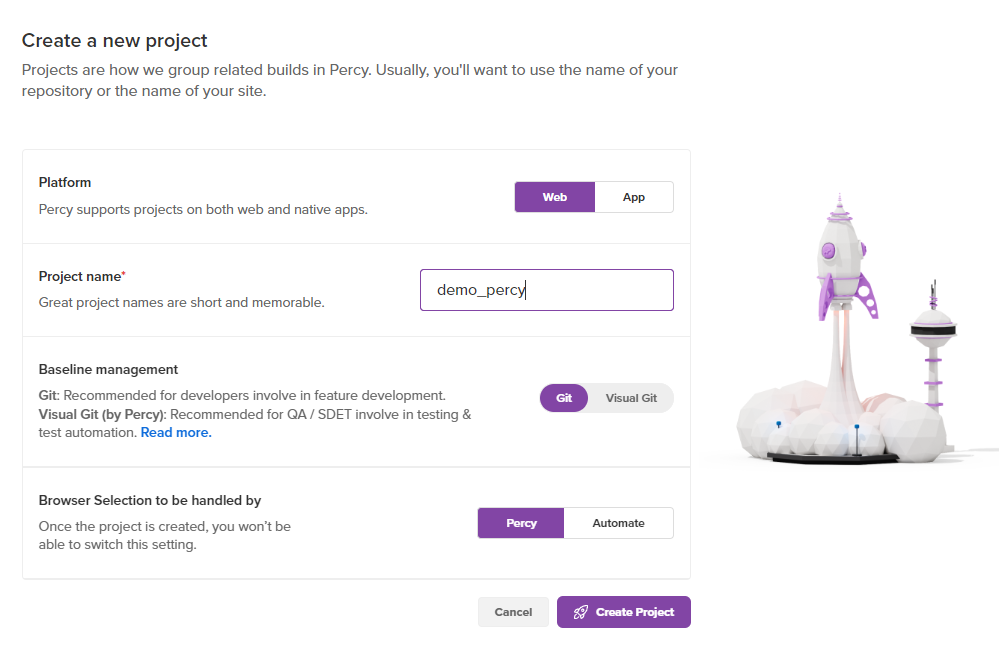 Create a new project
Projects are how we group related builds in Percy. Usually, you'll want to use the name of your
repository or the name of your site.
Platform
Percy supports projects on both web and native apps.
Web
App
Project name*
Great project names are short and memorable.
demo_percy
Baseline management
Git: Recommended for developers involve in feature development.
Visual Git (by Percy): Recommended for QA / SDET involve in testing &
test automation. Read more.
Git
Visual Git
Browser Selection to be handled by
Once the project is created, you won’t be
able to switch this setting.
Percy
Automate
Cancel
Create Project